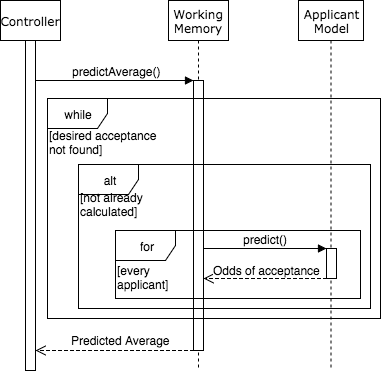 Controller
Working
Memory
Applicant
Model
predictAverage()
while
[desired acceptance
not found]
alt
[not already
calculated]
for
predict()
[every
applicant]
Odds of acceptance
Predicted Average